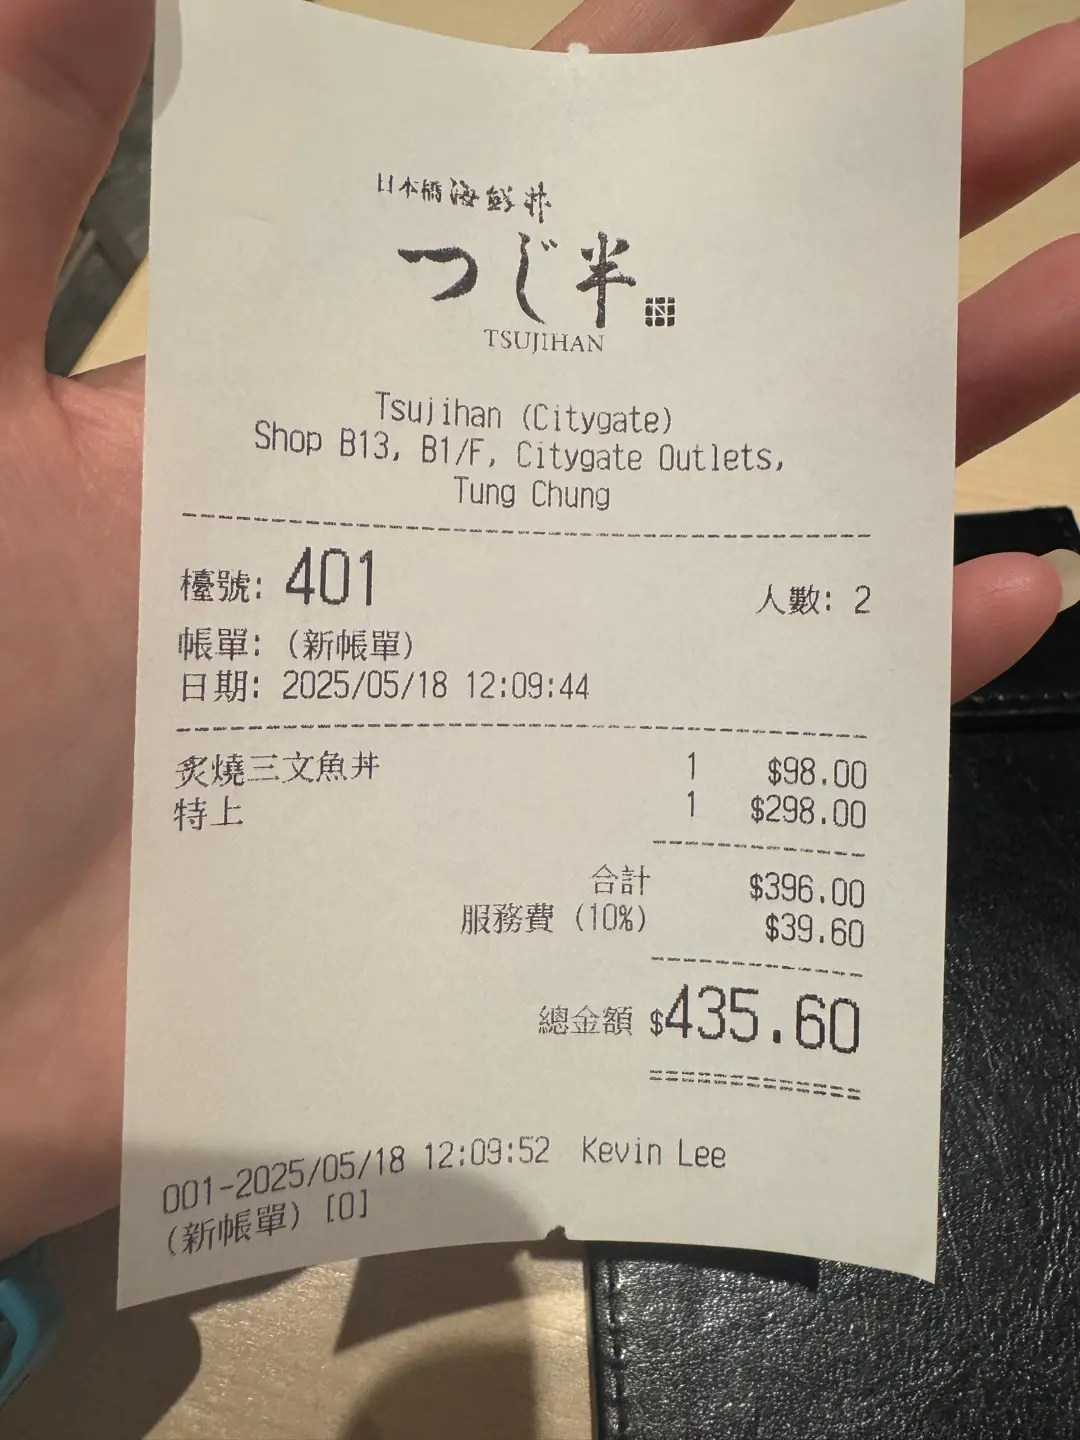 日本橋海鮮丼
つじ半
TSUJIHAN
Tsujihan (Citygate)
Shop B13, B1/F, Citygate Outlets,
Tung Chung
檯號: 401 人數: 2
帳單: (新帳單)
日期: 2025/05/18 12:09:44
炙燒三文魚丼 1 $98.00
特上 1 $298.00
合計 $396.00
服務費 (10%) $39.60
總金額 $435.60
001-2025/05/18 12:09:52 Kevin Lee
(新帳單) [0]